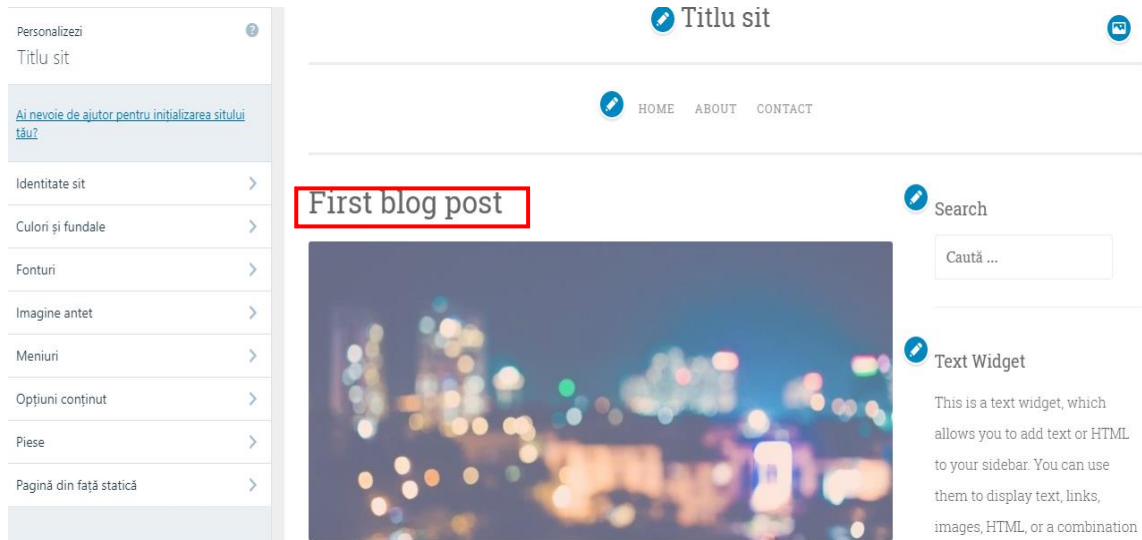 Personalizezi
Titlu sit
Ai nevoie de ajutor pentru inițializarea sitului
tău?
Identitate sit
Culori și fundale
Fonturi
Imagine antet
Meniuri
Opțiuni conținut
Piese
Pagină din față statică
Titlu sit
HOME ABOUT CONTACT
First blog post
Search
Caută ...
Text Widget
This is a text widget, which
allows you to add text or HTML
to your sidebar. You can use
them to display text, links,
images, HTML, or a combination